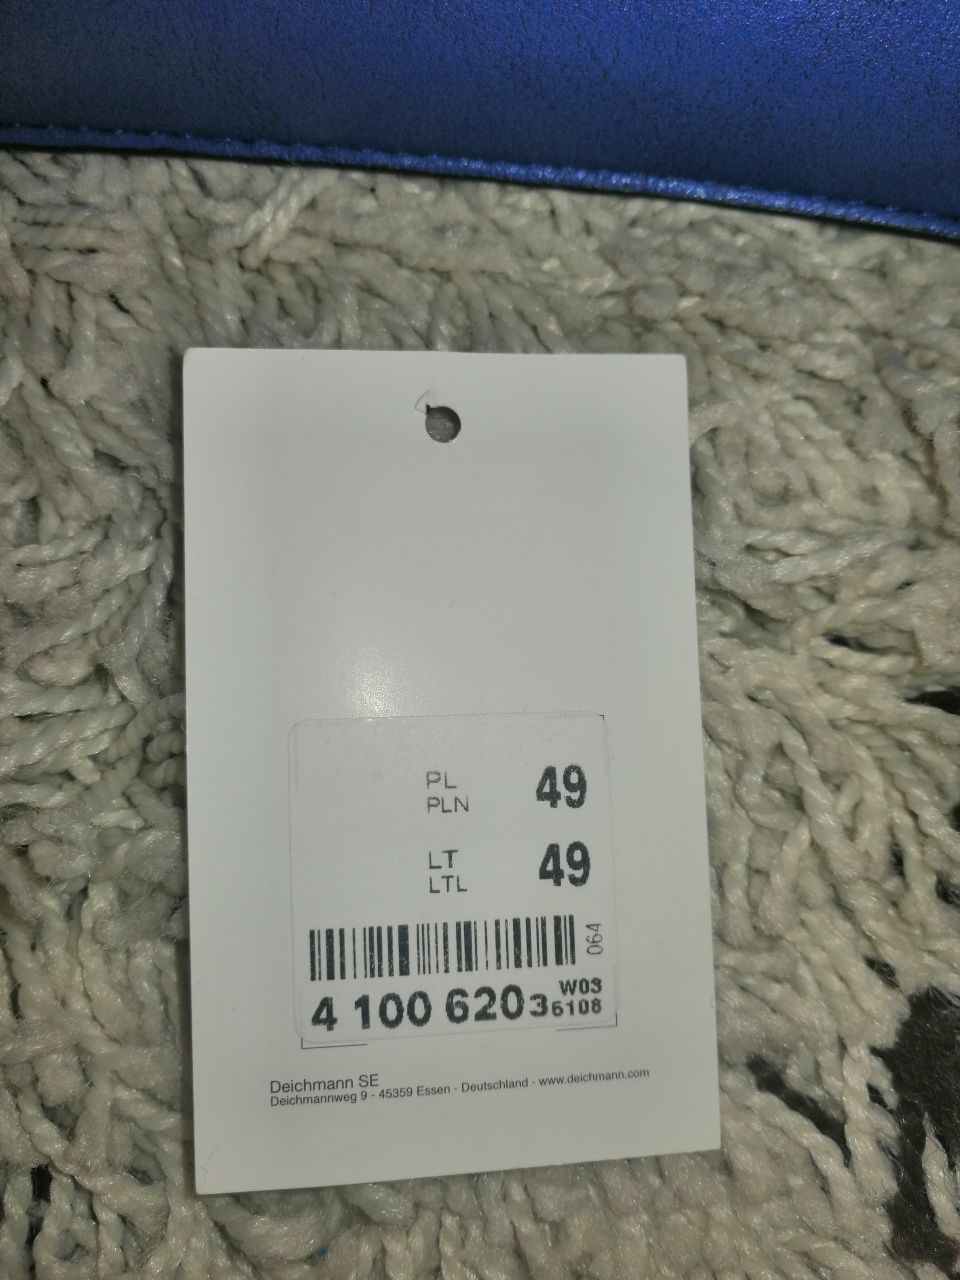 PL 49
PLN
LT 49
LTL
064
4 100 620 3 W03
6108
Deichmann SE
Deichmannweg 9 - 45359 Essen - Deutschland - www.deichmann.com